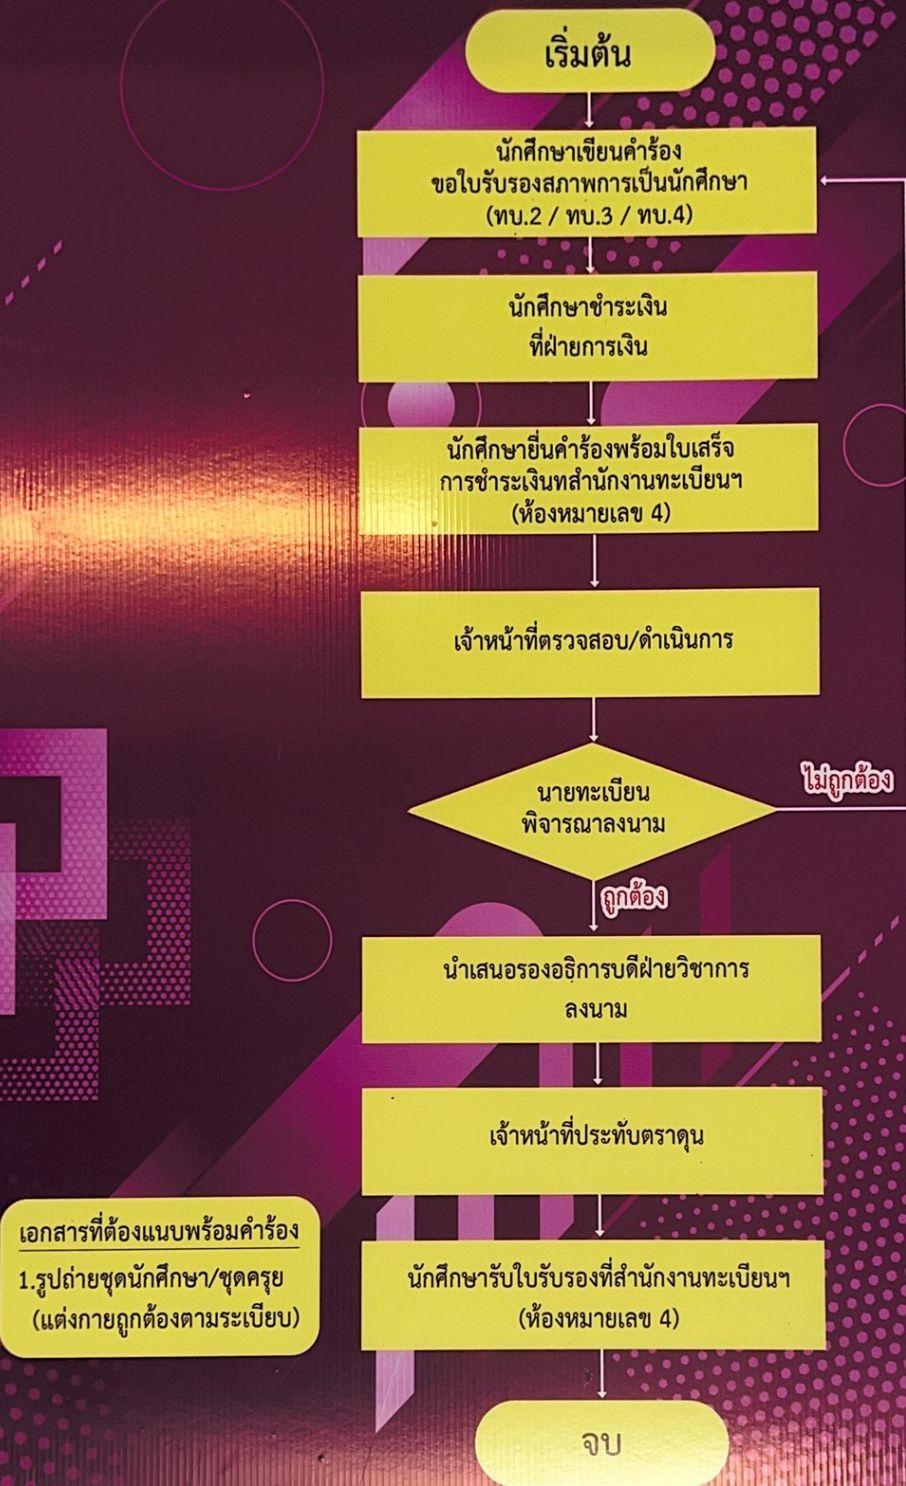 เริ่มต้น
นักศึกษาเขียนคำร้อง
ขอใบรับรองสภาพการเป็นนักศึกษา
(ทบ.2 / ทบ.3 / ทบ.4)
นักศึกษาชำระเงิน
ที่ฝ่ายการเงิน
นักศึกษายื่นคำร้องพร้อมใบเสร็จ
การชำระเงินทสำนักงานทะเบียนฯ
(ห้องหมายเลข 4)
เจ้าหน้าที่ตรวจสอบ/ดำเนินการ
นายทะเบียน
พิจารณาลงนาม
ไม่ถูกต้อง
ถูกต้อง
นำเสนอรองอธิการบดีฝ่ายวิชาการ
ลงนาม
เจ้าหน้าที่ประทับตราดุน
เอกสารที่ต้องแนบพร้อมคำร้อง
1.รูปถ่ายชุดนักศึกษา/ชุดครุย
(แต่งกายถูกต้องตามระเบียบ)
นักศึกษารับใบรับรองที่สำนักงานทะเบียนฯ
(ห้องหมายเลข 4)
จบ